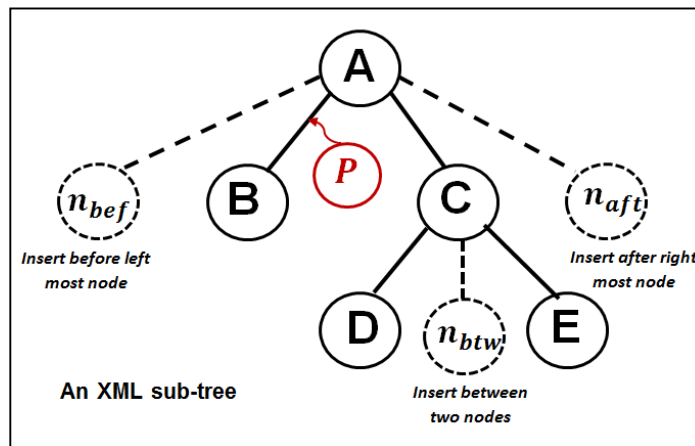 A
n_bef
B
P
C
n_aft
Insert before left
most node
Insert after right
most node
D
n_btw
E
An XML sub-tree
Insert between
two nodes